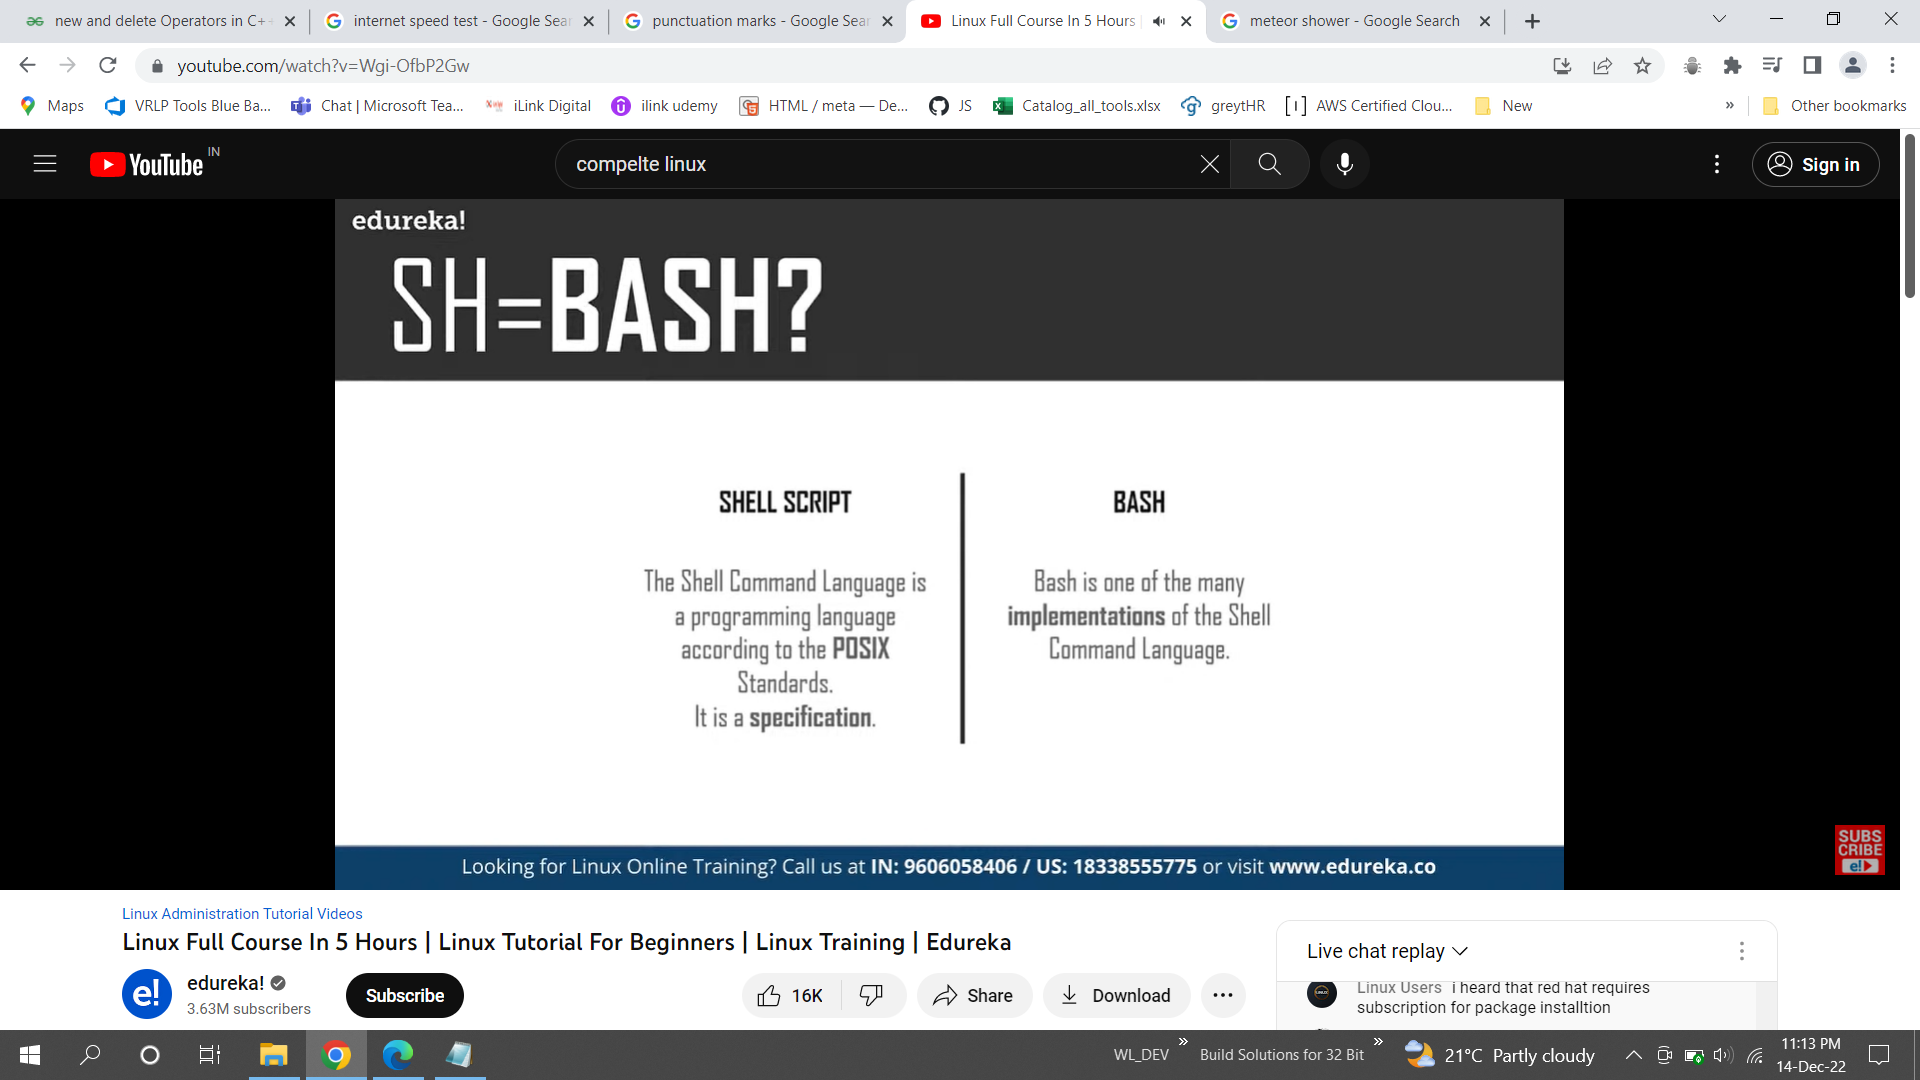 new and delete Operators in C+
internet speed test - Google Sear
punctuation marks - Google Sear
Linux Full Course In 5 Hours
meteor shower - Google Search
youtube.com/watch?v=Wgi-OfbP2Gw
Maps
VRLP Tools Blue Ba...
Chat | Microsoft Tea...
iLink Digital
ilink udemy
HTML / meta — De...
JS
Catalog_all_tools.xlsx
greytHR
AWS Certified Clou...
New
»
Other bookmarks
YouTube IN
compelte linux
Sign in
edureka!
SH=BASH?
SHELL SCRIPT
The Shell Command Language is
a programming language
according to the POSIX
Standards.
It is a specification.
BASH
Bash is one of the many
implementations of the Shell
Command Language.
SUBS
CRIBE
e!
Looking for Linux Online Training? Call us at IN: 9606058406 / US: 18338555775 or visit www.edureka.co
Linux Administration Tutorial Videos
Linux Full Course In 5 Hours | Linux Tutorial For Beginners | Linux Training | Edureka
e!
edureka!
3.63M subscribers
Subscribe
16K
Share
Download
Live chat replay
Linux Users i heard that red hat requires
subscription for package installtion
WL_DEV »
Build Solutions for 32 Bit »
21°C Partly cloudy
11:13 PM
14-Dec-22